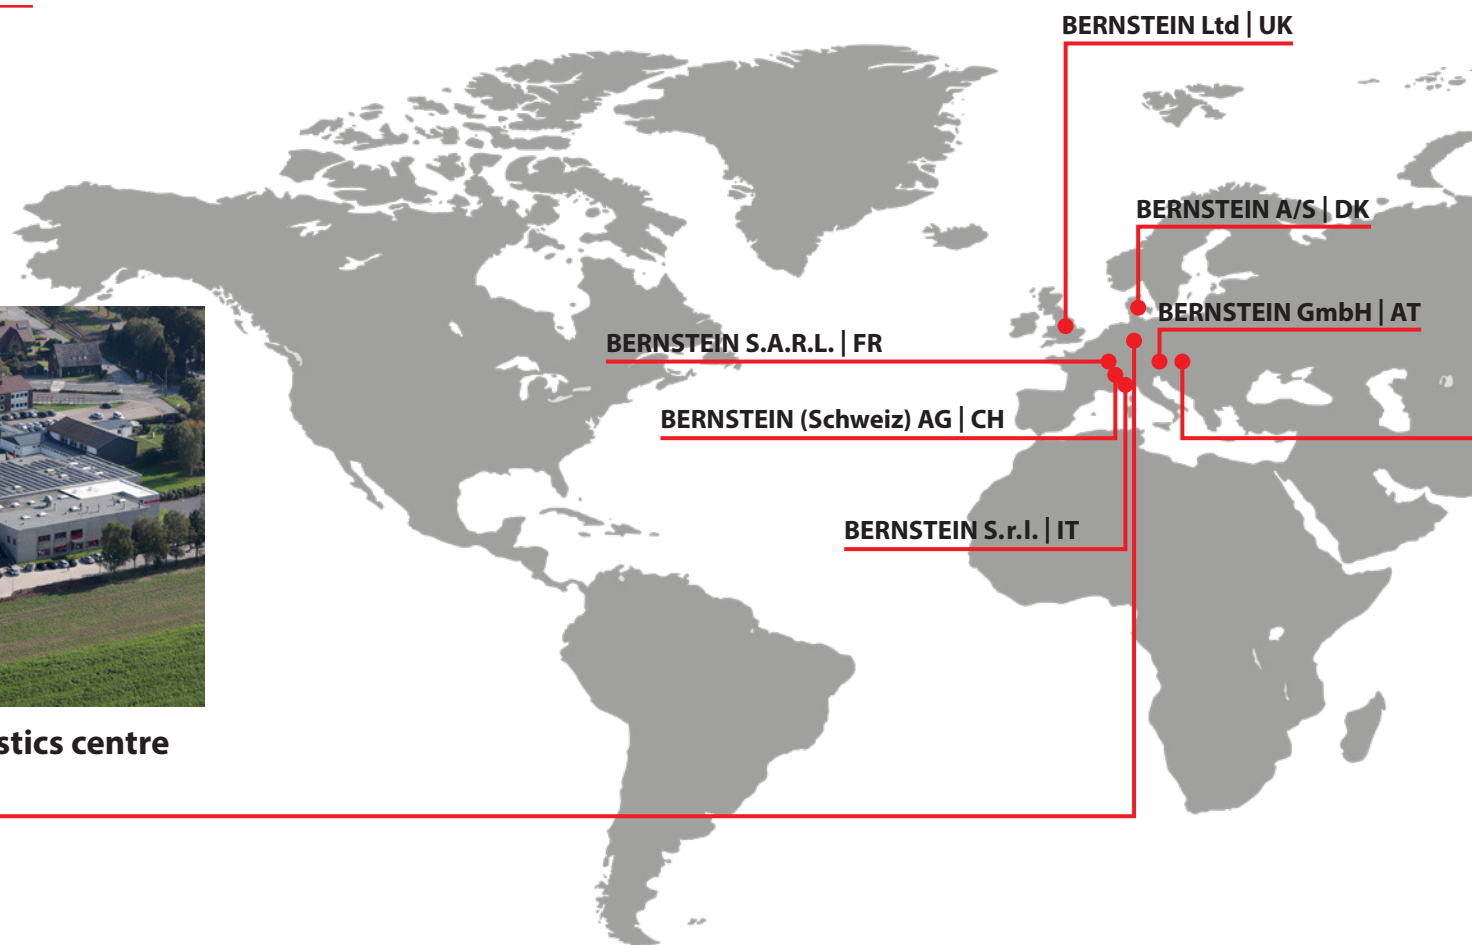 BERNSTEIN Ltd | UK
BERNSTEIN A/S | DK
BERNSTEIN GmbH | AT
BERNSTEIN S.A.R.L. | FR
BERNSTEIN (Schweiz) AG | CH
BERNSTEIN S.r.l. | IT
stics centre